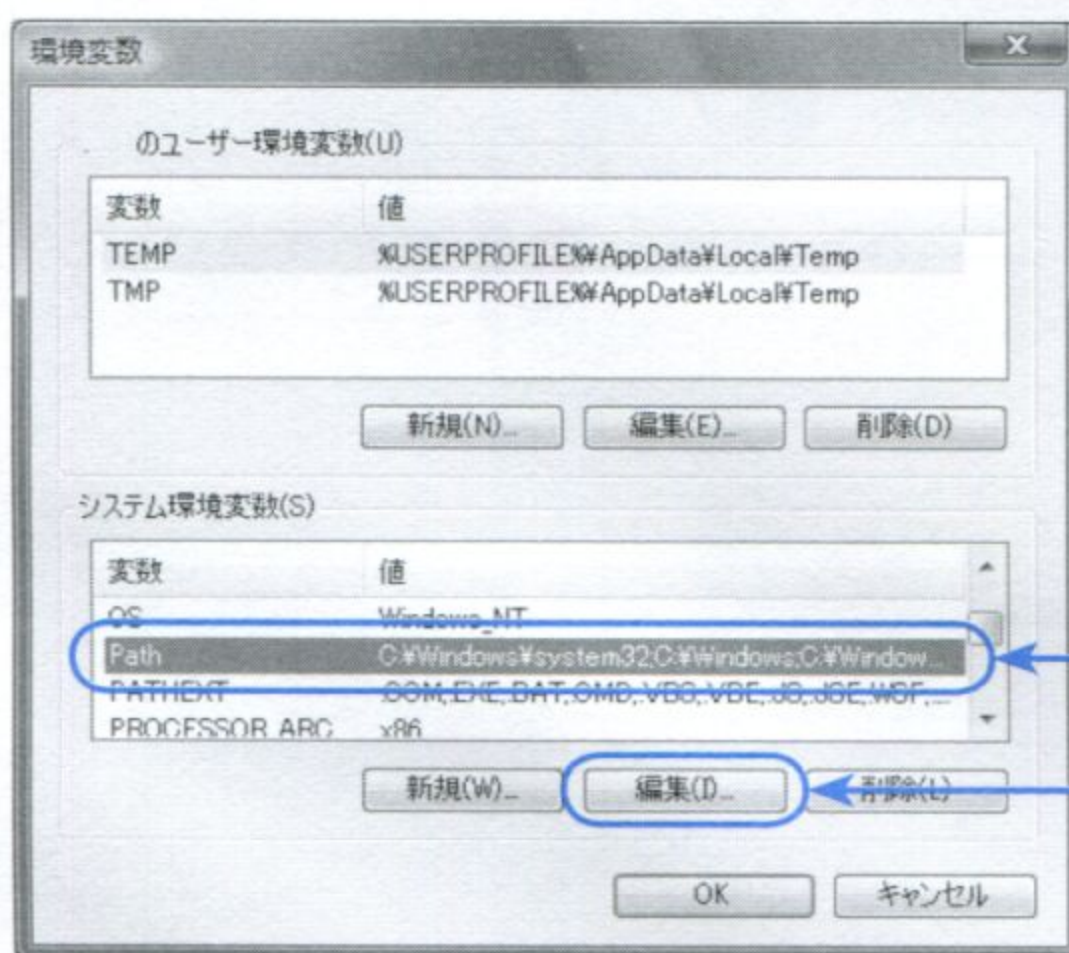 環境変数
のユーザー環境変数(U)
変数 値
TEMP %USERPROFILE%¥AppData¥Local¥Temp
TMP %USERPROFILE%¥AppData¥Local¥Temp
新規(N)... 編集(E)... 削除(D)
システム環境変数(S)
変数 値
OS Windows_NT
Path C:¥Windows¥system32;C:¥Windows;C:¥Window...
PATHEXT .COM;.EXE;.BAT;.CMD;.VBS;.VBE;.JS;.JSE;.WSF;...
PROCESSOR_ARC x86
新規(W)... 編集(I)... 削除(L)
OK キャンセル